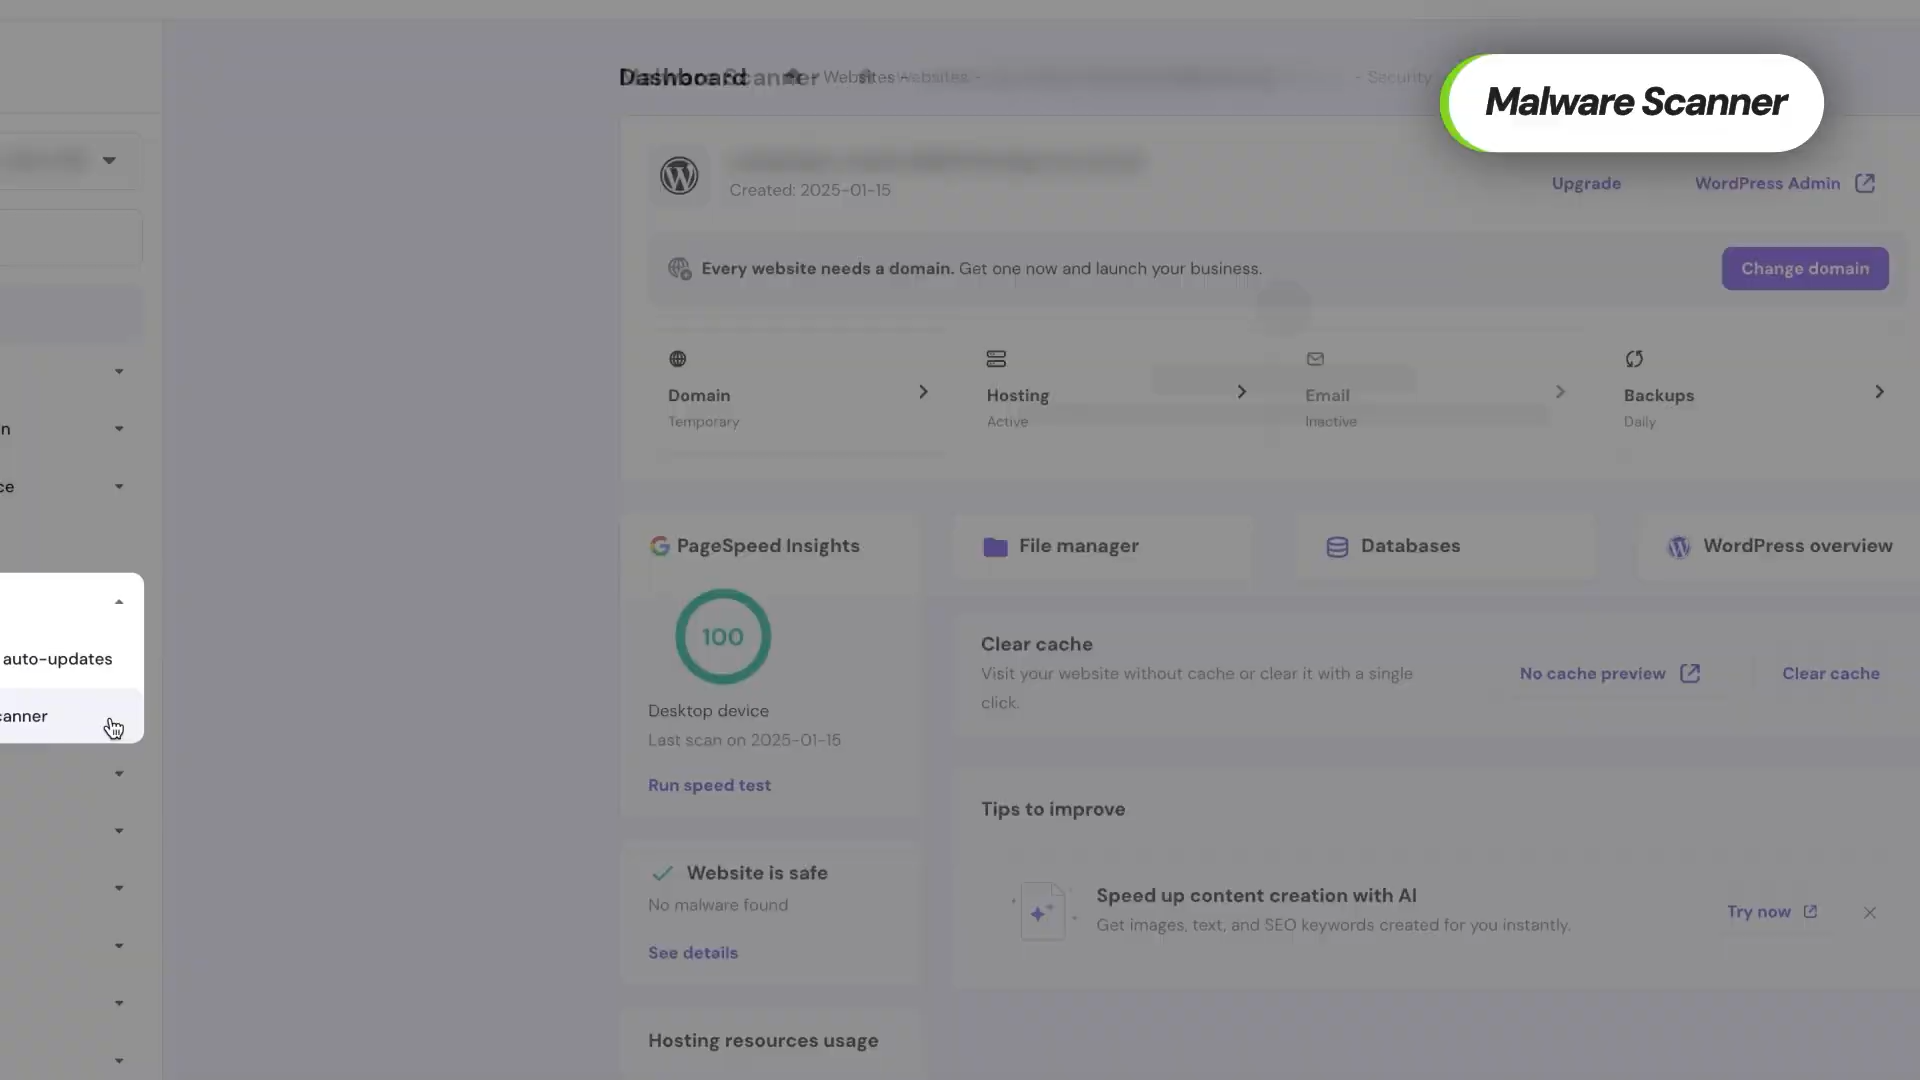 Dashboard
Websites
Websites -
- Security
Malware Scanner
Created: 2025-01-15
Upgrade
WordPress Admin
Every website needs a domain. Get one now and launch your business.
Change domain
Domain
Temporary
Hosting
Active
Email
Inactive
Backups
Daily
n
ce
auto-updates
canner
PageSpeed Insights
100
Desktop device
Last scan on 2025-01-15
Run speed test
File manager
Databases
WordPress overview
Clear cache
Visit your website without cache or clear it with a single
click.
No cache preview
Clear cache
Tips to improve
Speed up content creation with AI
Get images, text, and SEO keywords created for you instantly.
Try now
Website is safe
No malware found
See details
Hosting resources usage